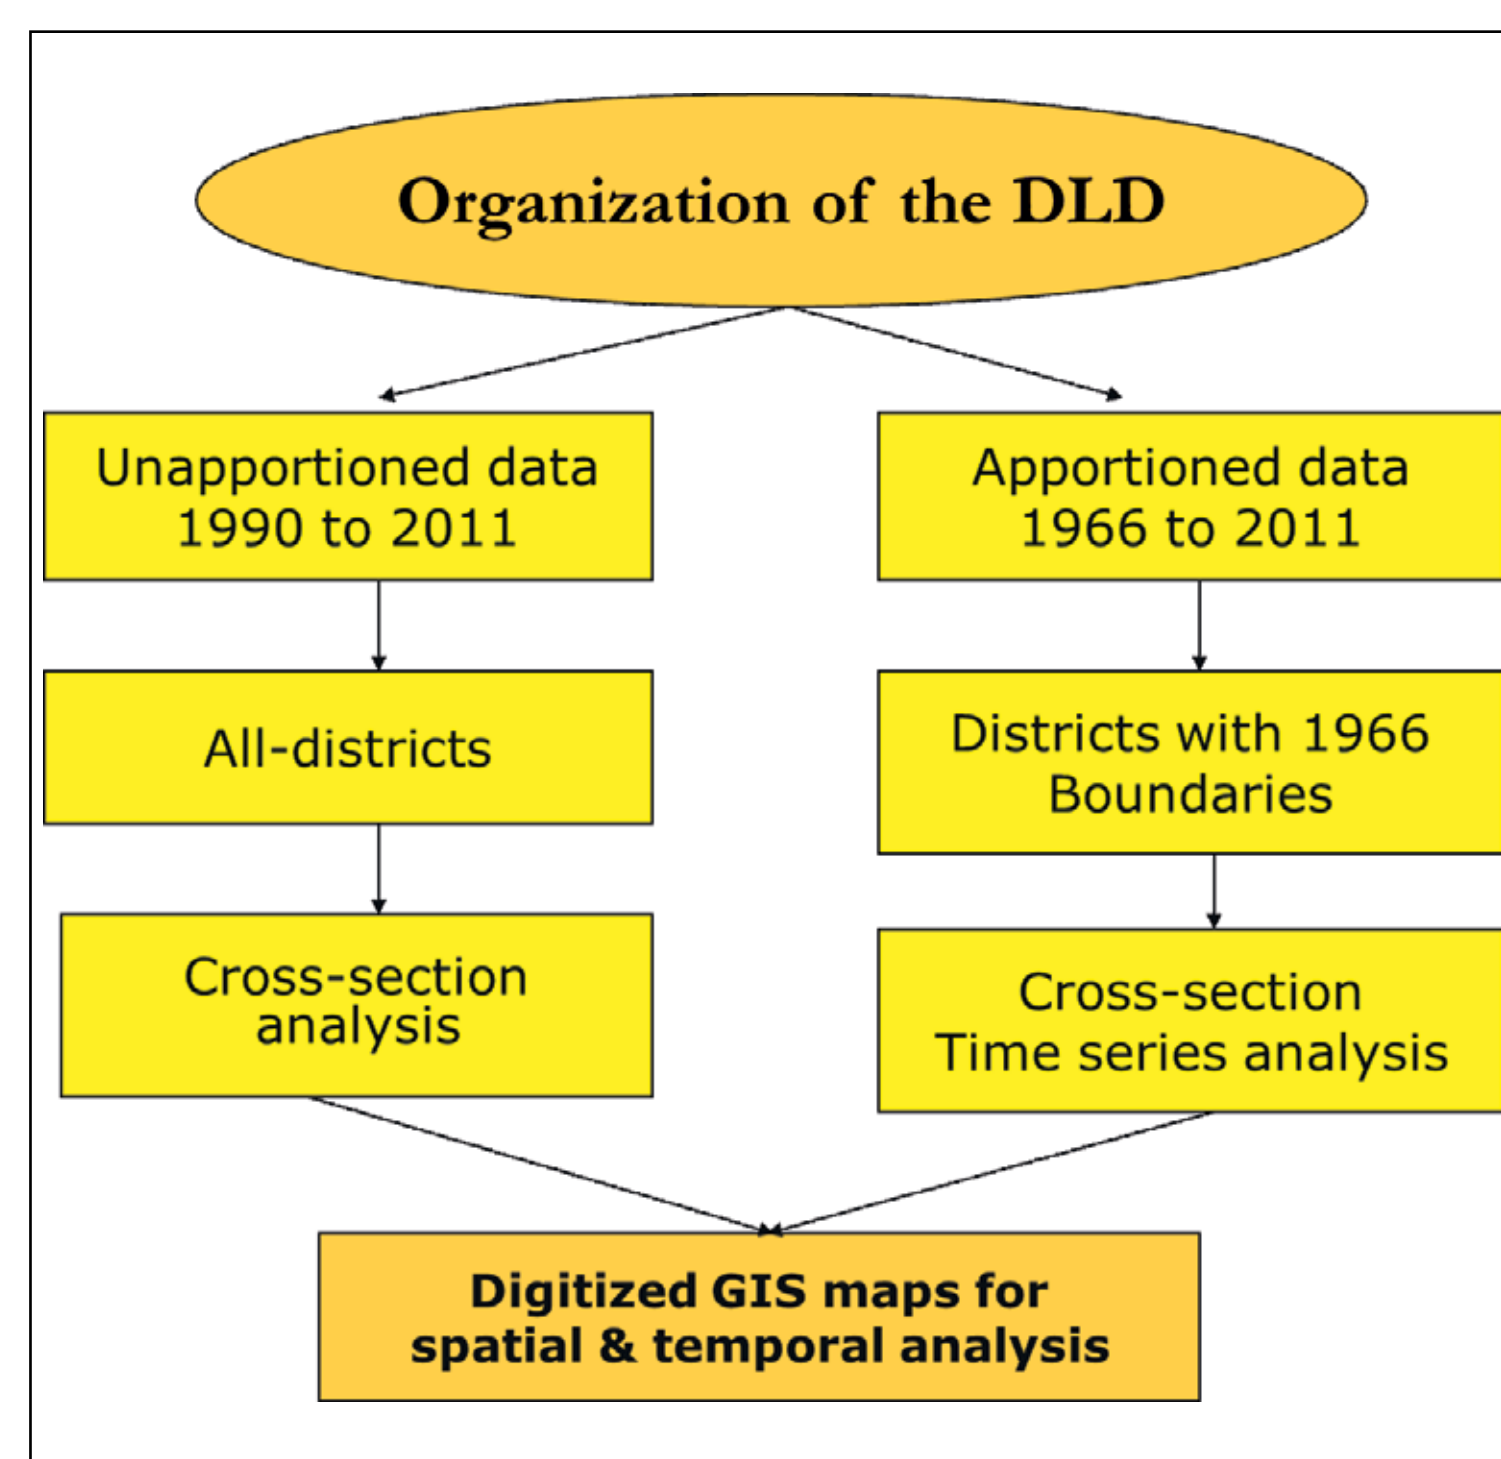 Organization of the DLD
Unapportioned data
1990 to 2011
Apportioned data
1966 to 2011
All-districts
Districts with 1966
Boundaries
Cross-section
analysis
Cross-section
Time series analysis
Digitized GIS maps for
spatial & temporal analysis